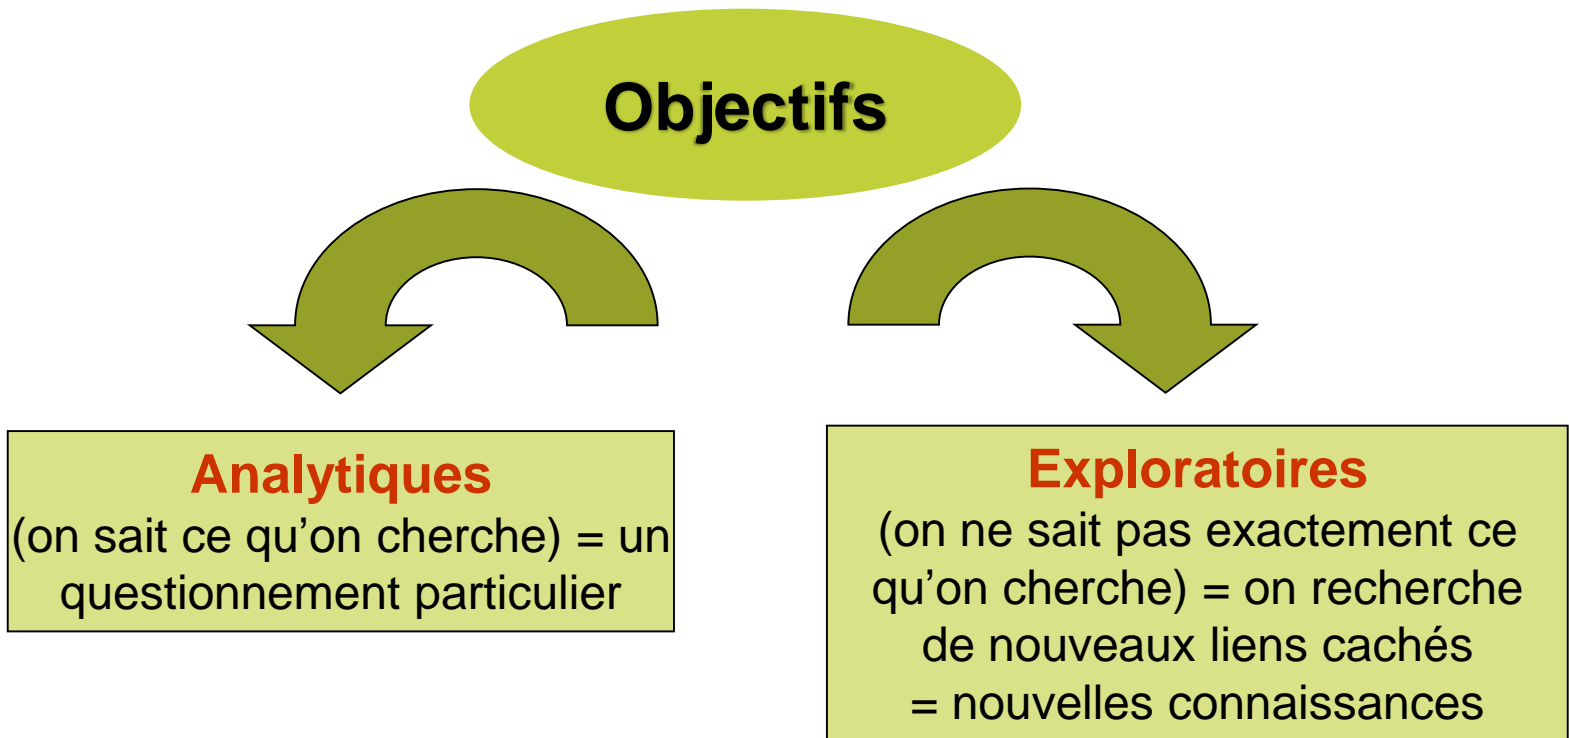 Objectifs
Analytiques
(on sait ce qu’on cherche) = un
questionnement particulier
Exploratoires
(on ne sait pas exactement ce
qu’on cherche) = on recherche
de nouveaux liens cachés
= nouvelles connaissances